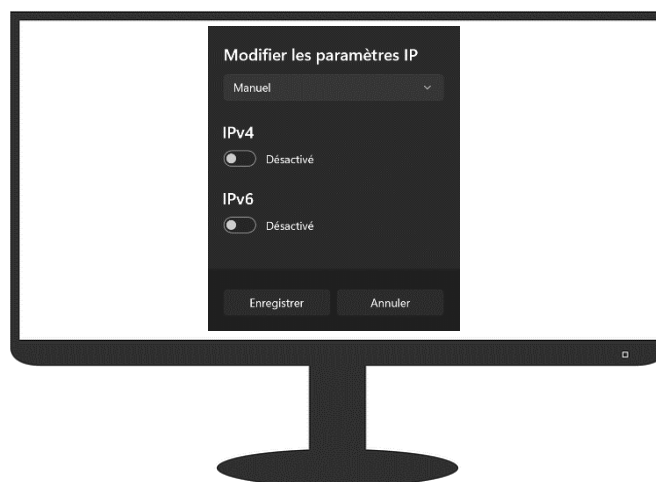 Modifier les paramètres IP
Manuel
IPv4
Désactivé
IPv6
Désactivé
Enregistrer Annuler